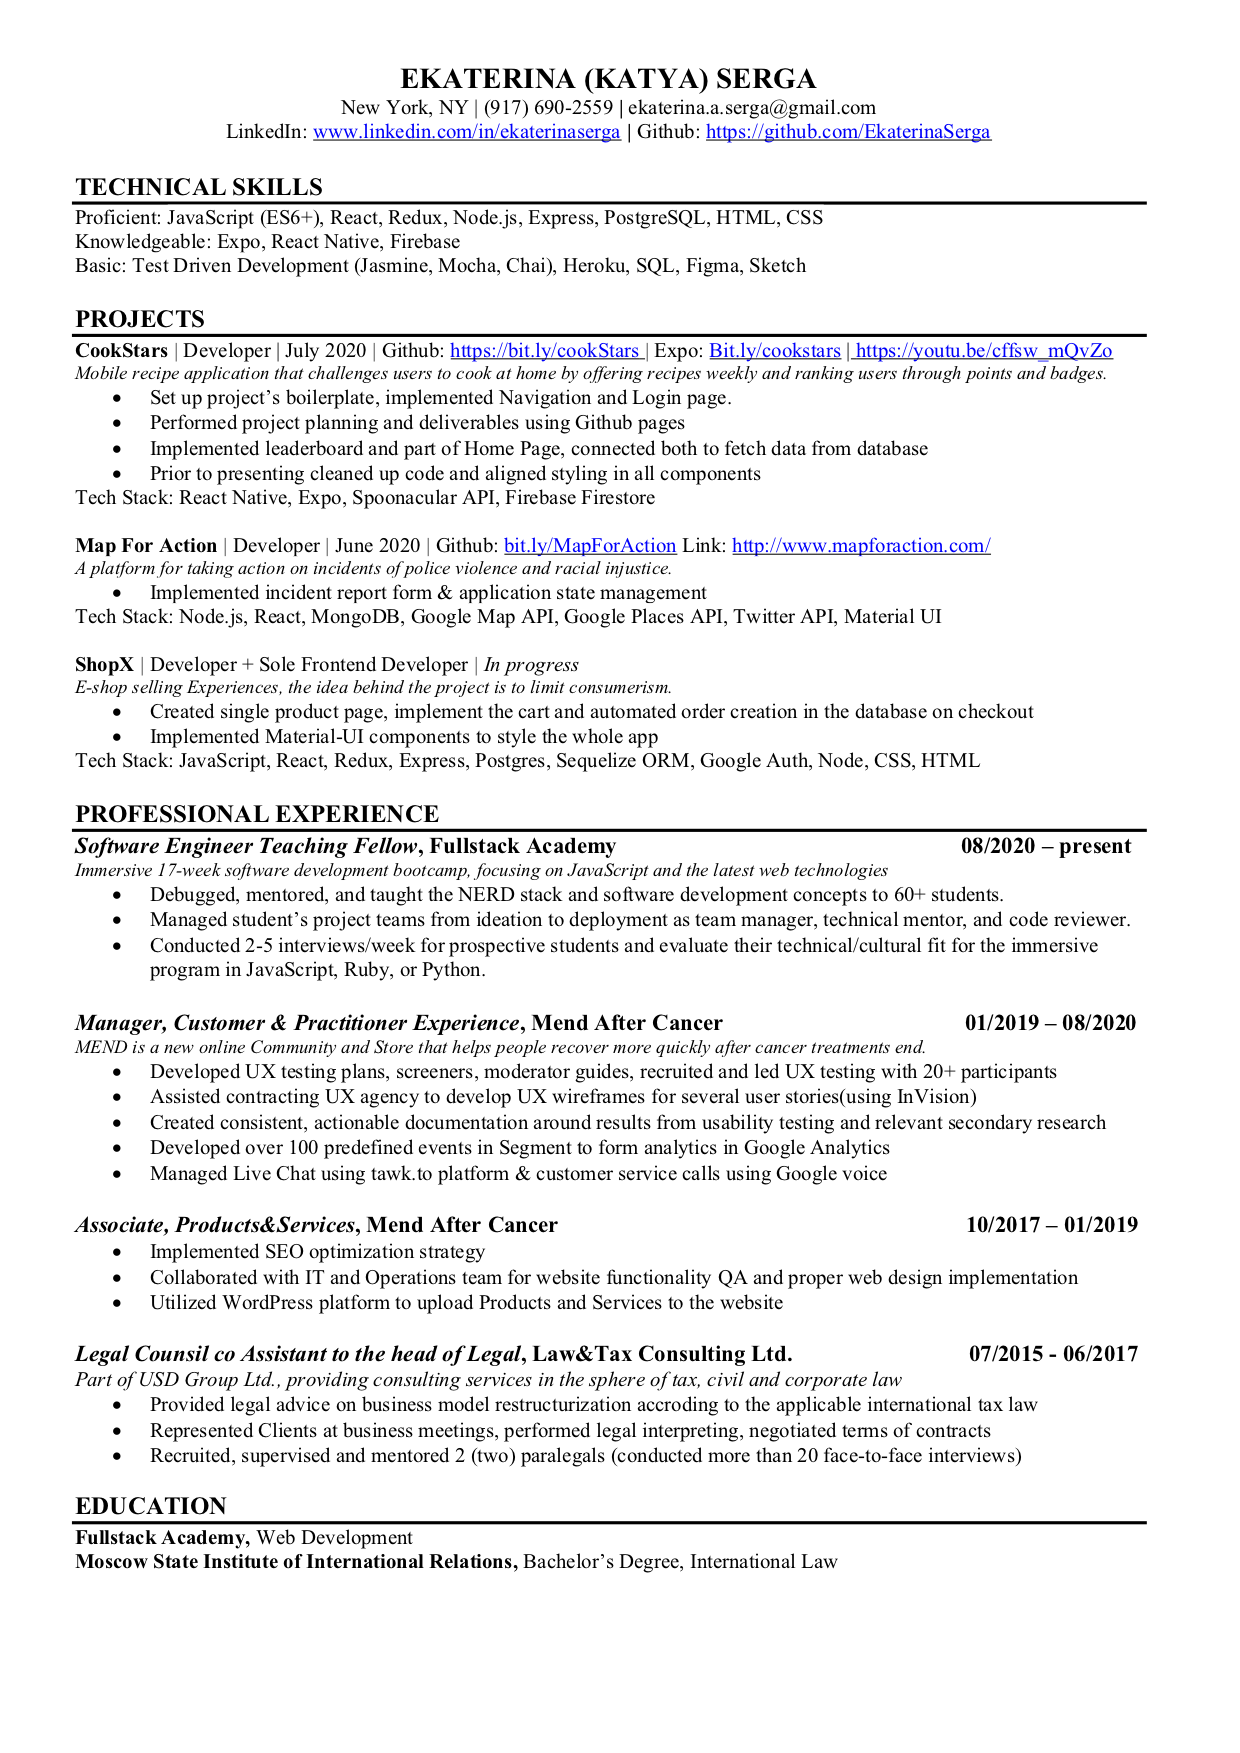 EKATERINA (KATYA) SERGA
New York, NY | (917) 690-2559 | ekaterina.a.serga@gmail.com
LinkedIn: www.linkedin.com/in/ekaterinaserga | Github: https://github.com/EkaterinaSerga
TECHNICAL SKILLS
Proficient: JavaScript (ES6+), React, Redux, Node.js, Express, PostgreSQL, HTML, CSS
Knowledgeable: Expo, React Native, Firebase
Basic: Test Driven Development (Jasmine, Mocha, Chai), Heroku, SQL, Figma, Sketch
PROJECTS
CookStars | Developer | July 2020 | Github: https://bit.ly/cookStars | Expo: Bit.ly/cookstars | https://youtu.be/cffsw_mQvZo
Mobile recipe application that challenges users to cook at home by offering recipes weekly and ranking users through points and badges.
• Set up project’s boilerplate, implemented Navigation and Login page.
• Performed project planning and deliverables using Github pages
• Implemented leaderboard and part of Home Page, connected both to fetch data from database
• Prior to presenting cleaned up code and aligned styling in all components
Tech Stack: React Native, Expo, Spoonacular API, Firebase Firestore
Map For Action | Developer | June 2020 | Github: bit.ly/MapForAction Link: http://www.mapforaction.com/
A platform for taking action on incidents of police violence and racial injustice.
• Implemented incident report form & application state management
Tech Stack: Node.js, React, MongoDB, Google Map API, Google Places API, Twitter API, Material UI
ShopX | Developer + Sole Frontend Developer | In progress
E-shop selling Experiences, the idea behind the project is to limit consumerism.
• Created single product page, implement the cart and automated order creation in the database on checkout
• Implemented Material-UI components to style the whole app
Tech Stack: JavaScript, React, Redux, Express, Postgres, Sequelize ORM, Google Auth, Node, CSS, HTML
PROFESSIONAL EXPERIENCE
Software Engineer Teaching Fellow, Fullstack Academy 08/2020 – present
Immersive 17-week software development bootcamp, focusing on JavaScript and the latest web technologies
• Debugged, mentored, and taught the NERD stack and software development concepts to 60+ students.
• Managed student’s project teams from ideation to deployment as team manager, technical mentor, and code reviewer.
• Conducted 2-5 interviews/week for prospective students and evaluate their technical/cultural fit for the immersive
program in JavaScript, Ruby, or Python.
Manager, Customer & Practitioner Experience, Mend After Cancer 01/2019 – 08/2020
MEND is a new online Community and Store that helps people recover more quickly after cancer treatments end.
• Developed UX testing plans, screeners, moderator guides, recruited and led UX testing with 20+ participants
• Assisted contracting UX agency to develop UX wireframes for several user stories(using InVision)
• Created consistent, actionable documentation around results from usability testing and relevant secondary research
• Developed over 100 predefined events in Segment to form analytics in Google Analytics
• Managed Live Chat using tawk.to platform & customer service calls using Google voice
Associate, Products&Services, Mend After Cancer 10/2017 – 01/2019
• Implemented SEO optimization strategy
• Collaborated with IT and Operations team for website functionality QA and proper web design implementation
• Utilized WordPress platform to upload Products and Services to the website
Legal Counsil co Assistant to the head of Legal, Law&Tax Consulting Ltd. 07/2015 - 06/2017
Part of USD Group Ltd., providing consulting services in the sphere of tax, civil and corporate law
• Provided legal advice on business model restructurization accroding to the applicable international tax law
• Represented Clients at business meetings, performed legal interpreting, negotiated terms of contracts
• Recruited, supervised and mentored 2 (two) paralegals (conducted more than 20 face-to-face interviews)
EDUCATION
Fullstack Academy, Web Development
Moscow State Institute of International Relations, Bachelor’s Degree, International Law